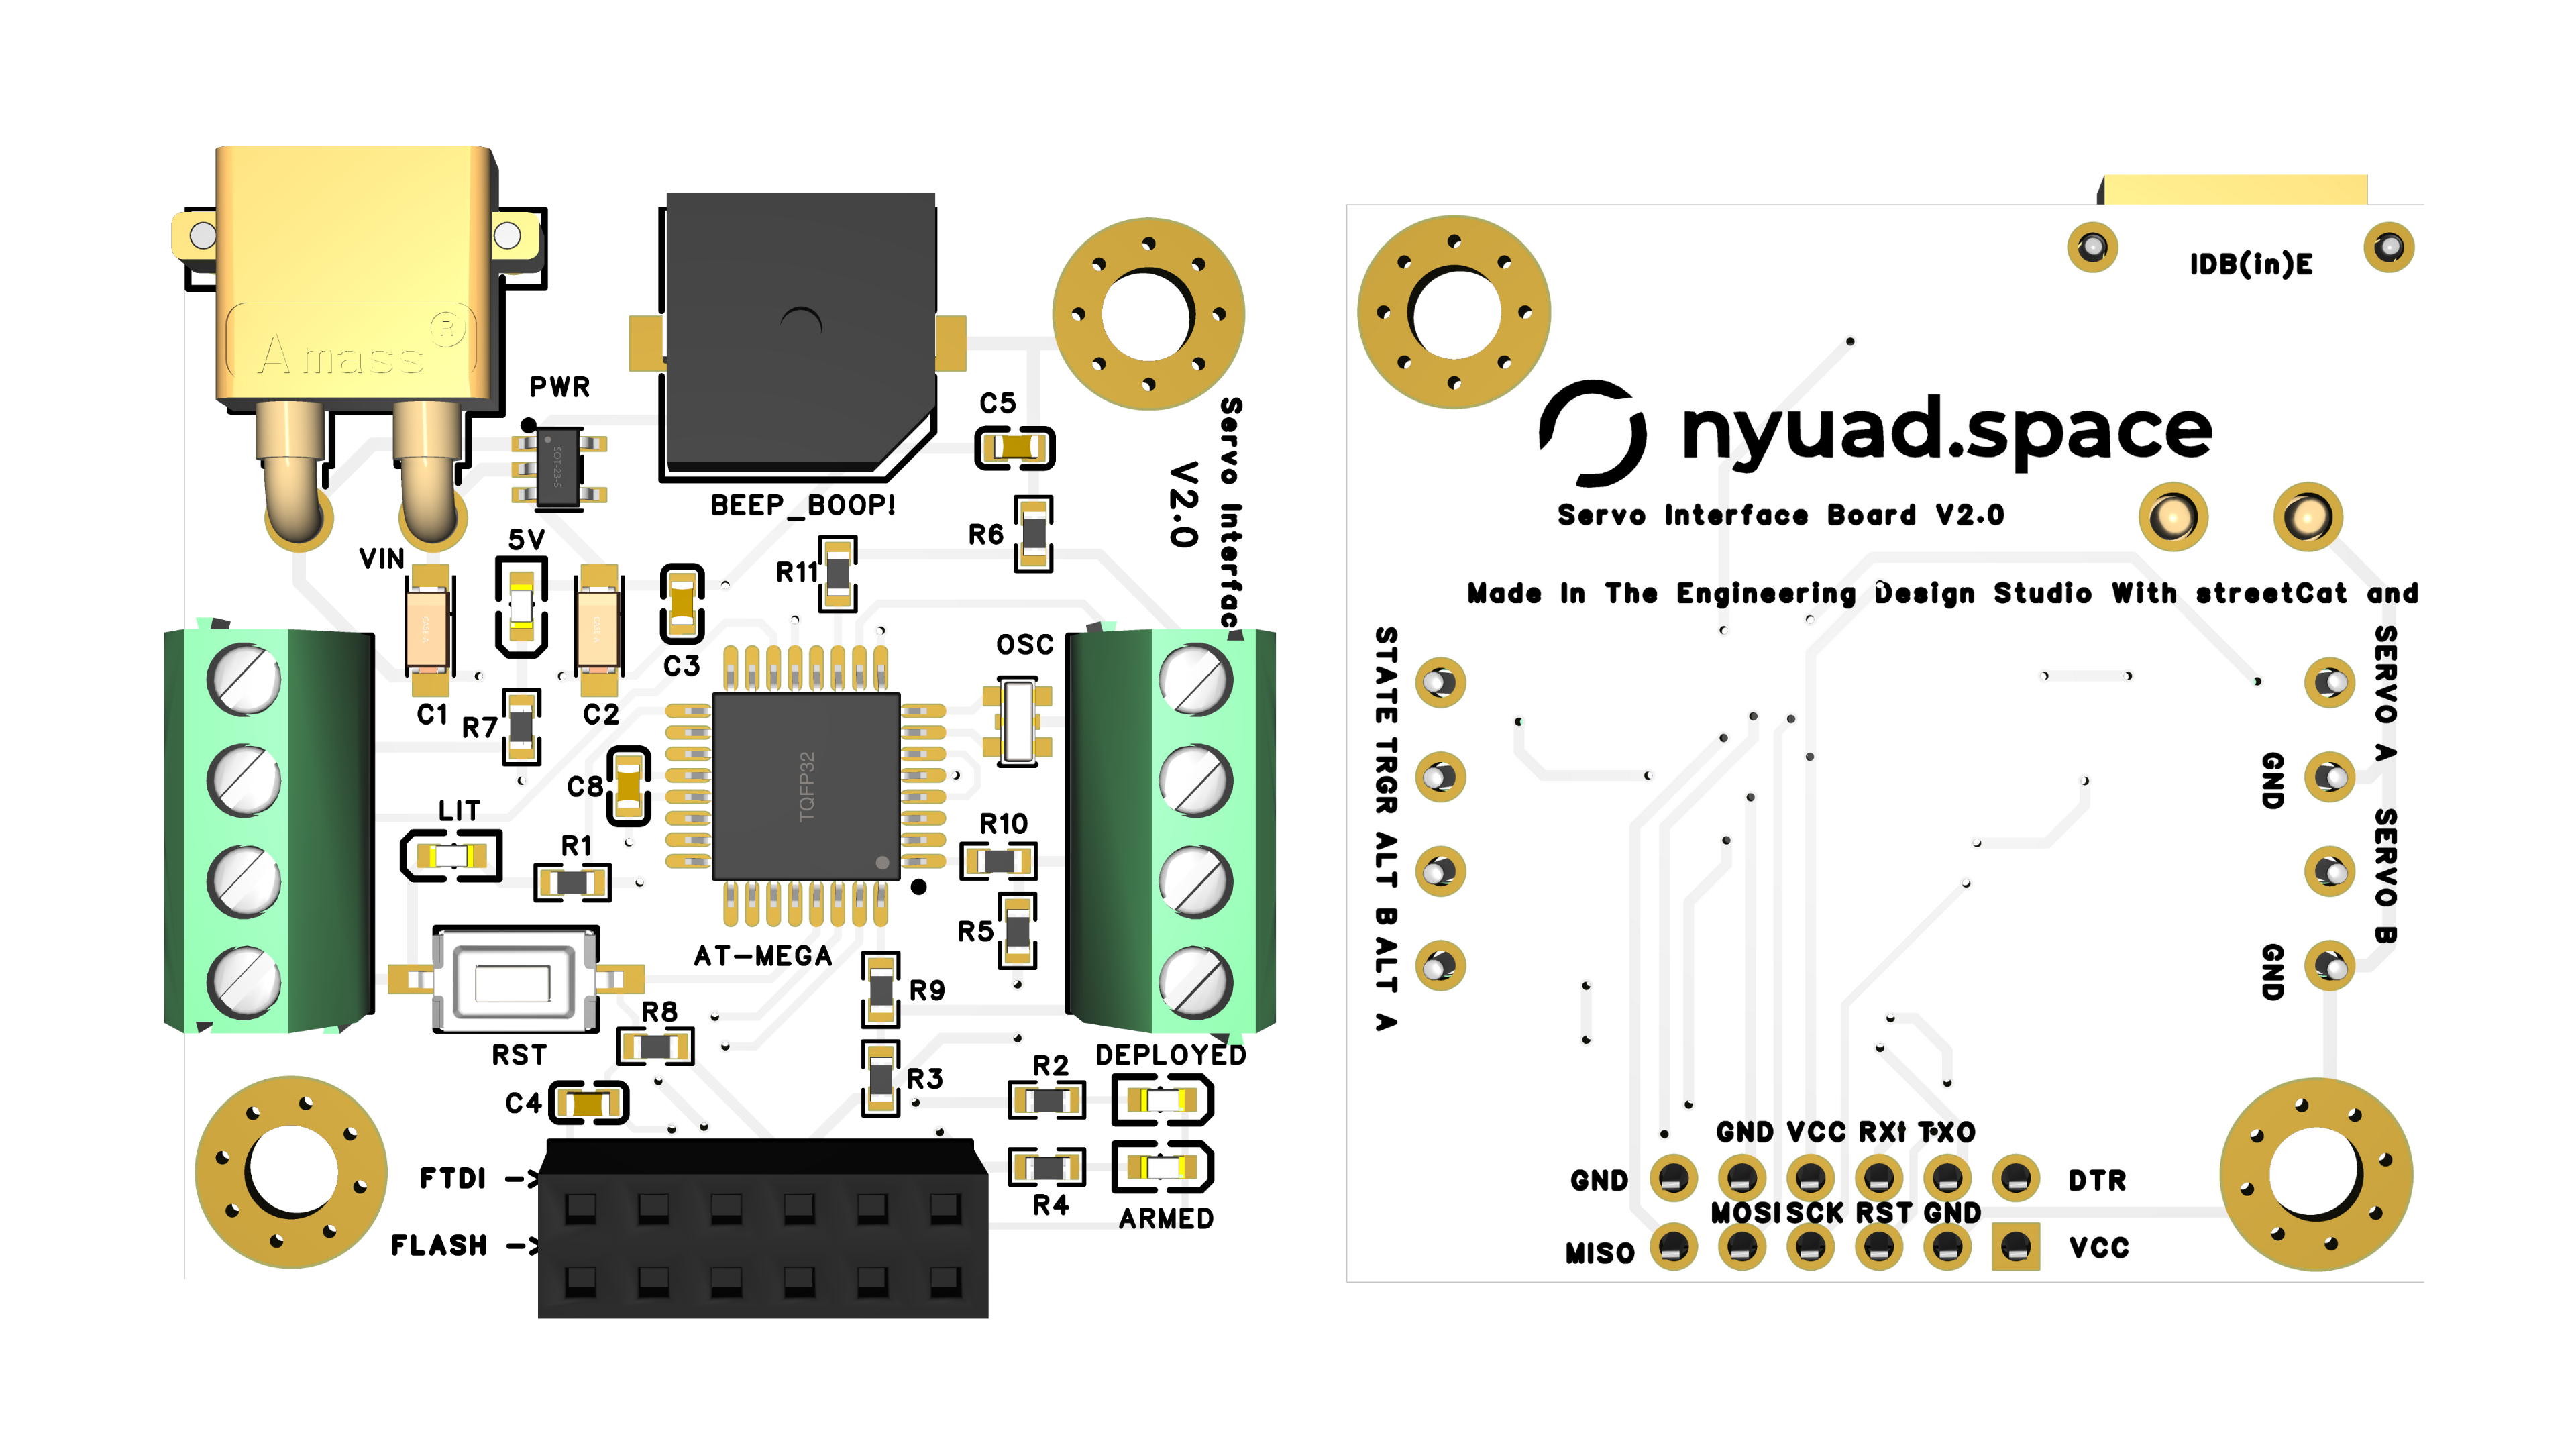 Amass®
PWR
SOT-23-5
BEEP_BOOP!
C5
R6
Servo Interfac
V2.0
VIN
5V
R11
C3
OSC
C1
R7
C2
C8
TQFP32
LIT
R1
R10
R5
AT-MEGA
R9
RST
R8
R3
C4
DEPLOYED
R2
R4
ARMED
FTDI ->
FLASH ->
IDB(in)E
nyuad.space
Servo Interface Board V2.0
Made In The Engineering Design Studio With streetCat and
STATE TRGR ALT B ALT A
SERVO A
GND
SERVO B
GND
GND VCC RXI TXO
GND
DTR
MOSI SCK RST GND
MISO
VCC